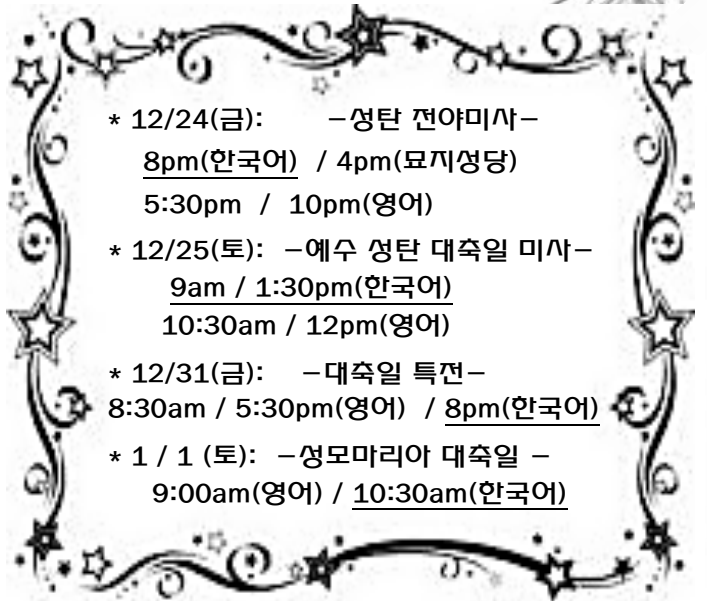 * 12/24(금): -성탄 전야미사-
8pm(한국어) / 4pm(묘지성당)
5:30pm / 10pm(영어)
* 12/25(토): -예수 성탄 대축일 미사-
9am / 1:30pm(한국어)
10:30am / 12pm(영어)
* 12/31(금): -대축일 특전-
8:30am / 5:30pm(영어) / 8pm(한국어)
* 1 / 1 (토): -성모마리아 대축일 -
9:00am(영어) / 10:30am(한국어)